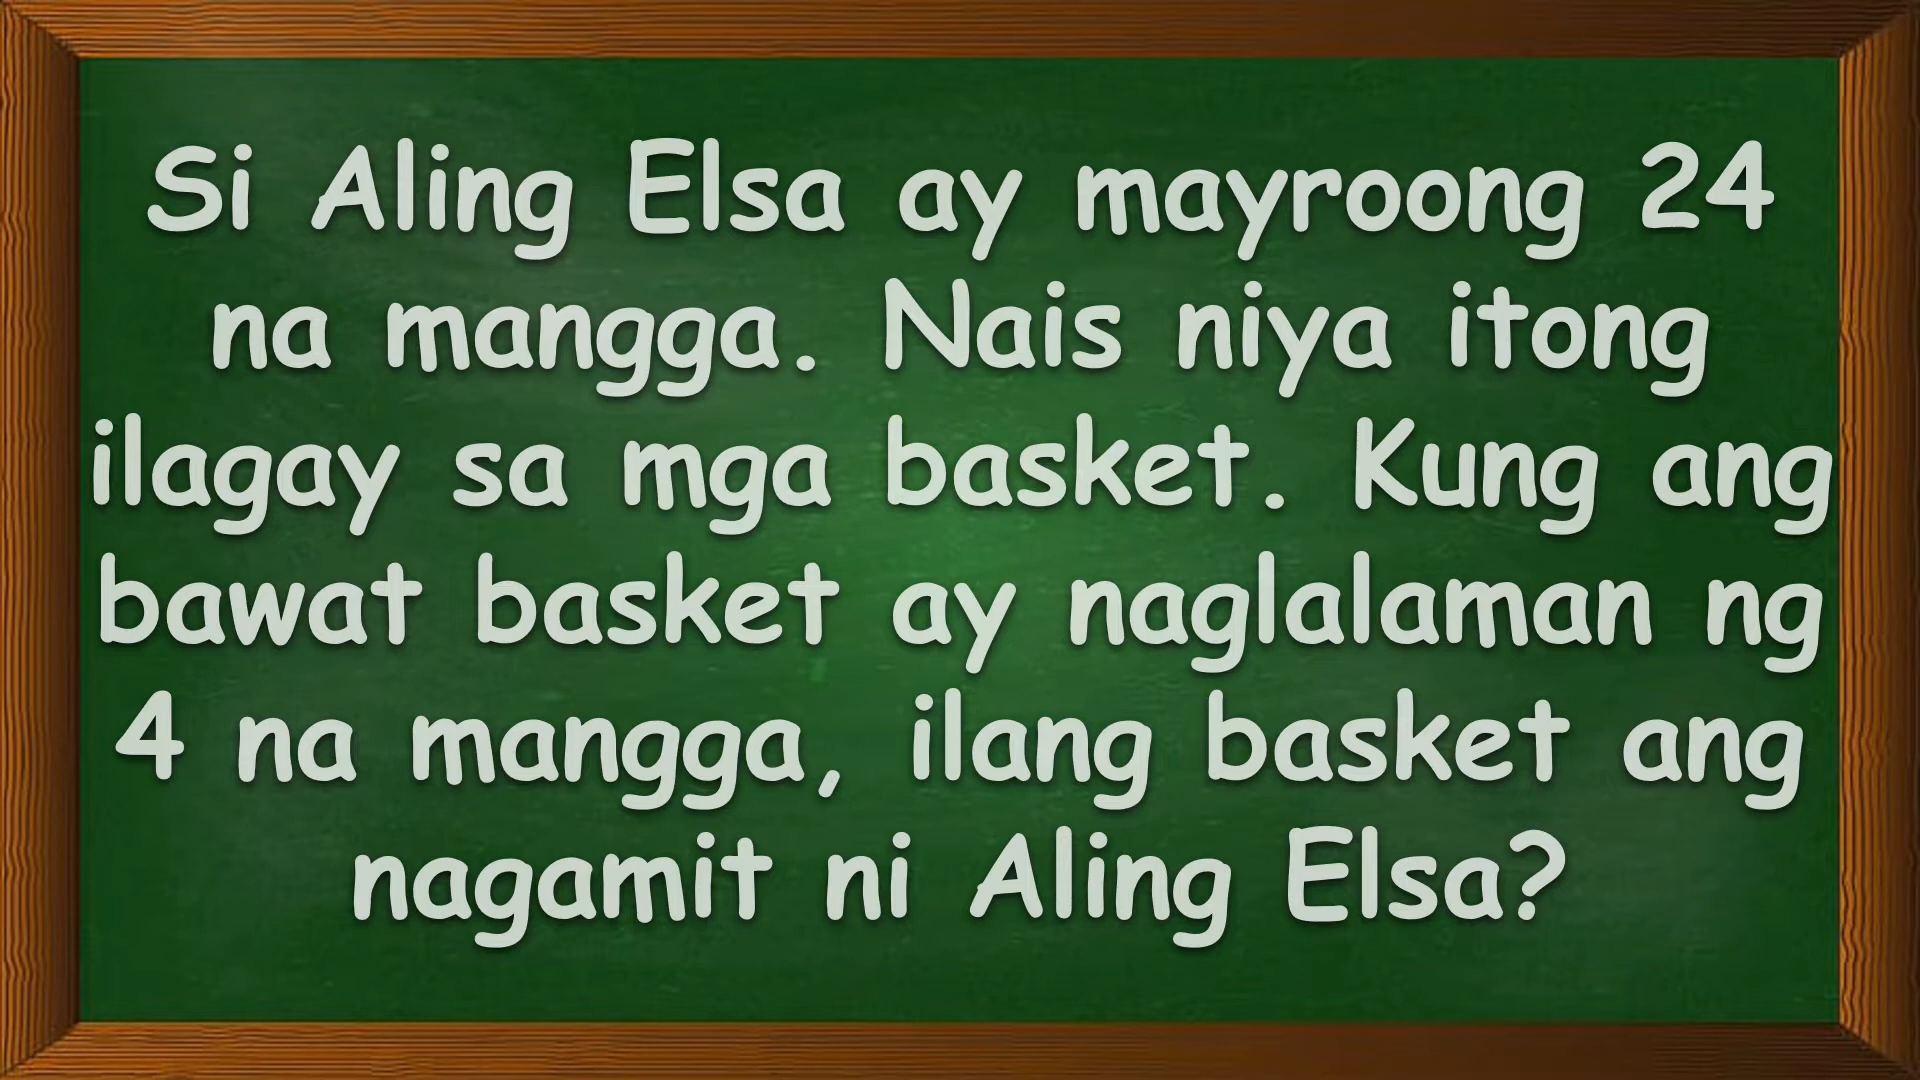 Si Aling Elsa ay mayroong 24
na mangga. Nais niya itong
ilagay sa mga basket. Kung ang
bawat basket ay naglalaman ng
4 na mangga, ilang basket ang
nagamit ni Aling Elsa?